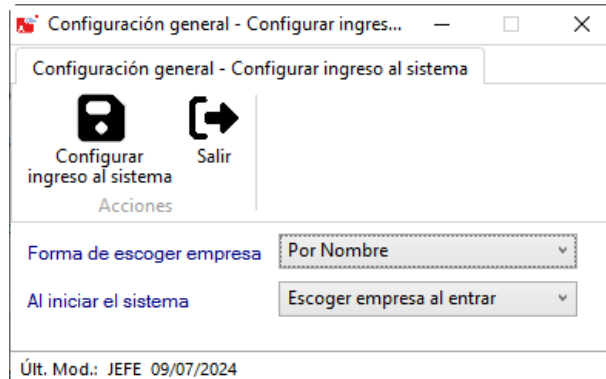 Configuración general - Configurar ingres...
Configuración general - Configurar ingreso al sistema
Configurar
ingreso al sistema
Salir
Acciones
Forma de escoger empresa
Por Nombre
Al iniciar el sistema
Escoger empresa al entrar
Últ. Mod.: JEFE 09/07/2024